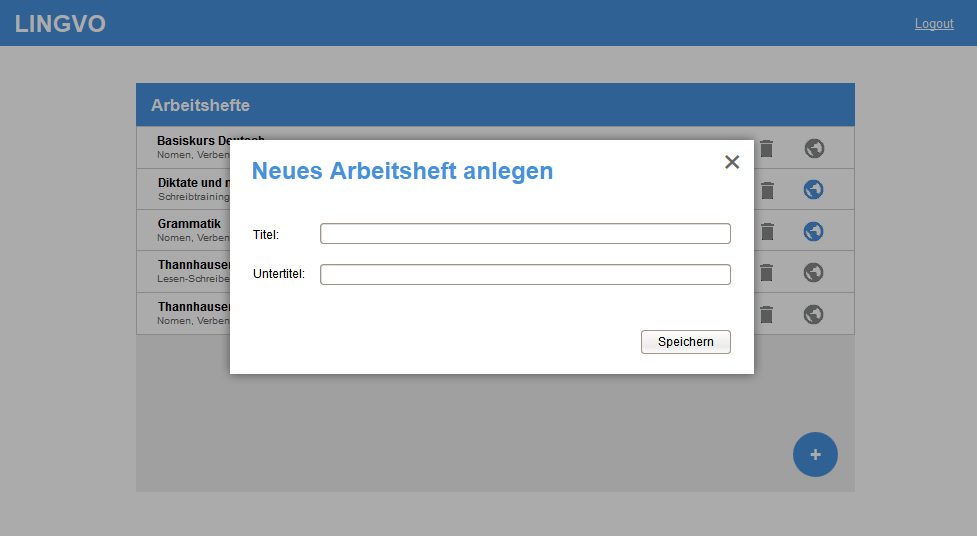 LINGVO
Logout
Arbeitshefte
Basiskurs Deutsch
Nomen, Verben
Diktate und
Schreibtraining
Grammatik
Nomen, Verben
Thannhauser
Lesen-Schreibe
Thannhauser
Nomen, Verben
Neues Arbeitsheft anlegen
Titel:
Untertitel:
Speichern
+